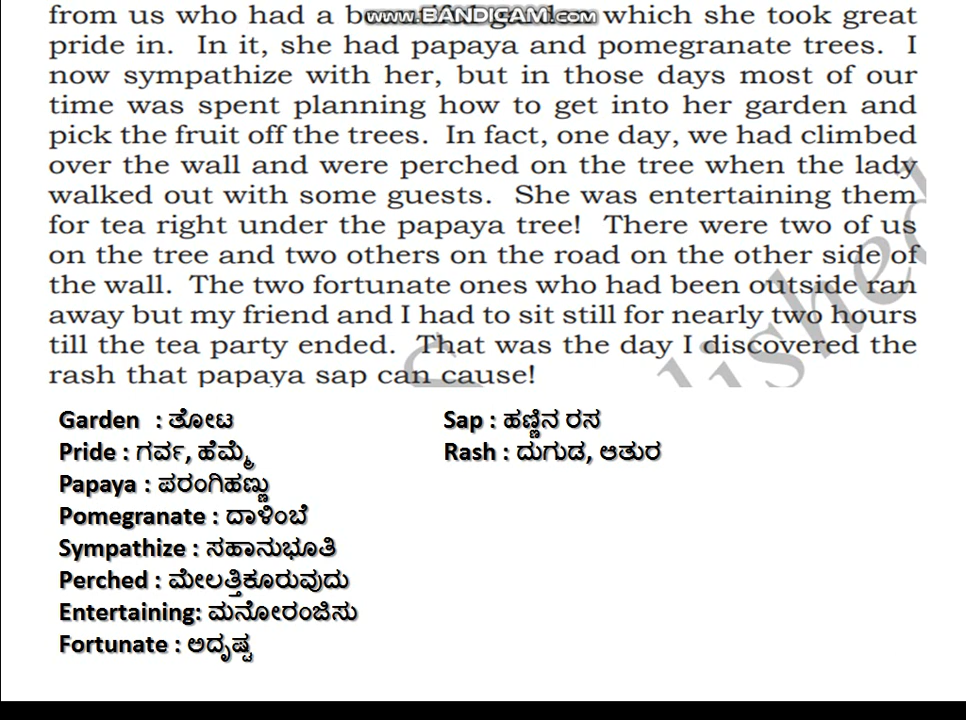 www.BANDICAM.com
from us who had a which she took great
pride in. In it, she had papaya and pomegranate trees. I
now sympathize with her, but in those days most of our
time was spent planning how to get into her garden and
pick the fruit off the trees. In fact, one day, we had climbed
over the wall and were perched on the tree when the lady
walked out with some guests. She was entertaining them
for tea right under the papaya tree! There were two of us
on the tree and two others on the road on the other side of
the wall. The two fortunate ones who had been outside ran
away but my friend and I had to sit still for nearly two hours
till the tea party ended. That was the day I discovered the
rash that papaya sap can cause!
Garden : ತೋಟ
Pride : ಗರ್ವ, ಹೆಮ್ಮೆ
Papaya : ಪರಂಗಿಹಣ್ಣು
Pomegranate : ದಾಳಿಂಬೆ
Sympathize : ಸಹಾನುಭೂತಿ
Perched : ಮೇಲತ್ತಿಕೂರುವುದು
Entertaining: ಮನೋರಂಜಿಸು
Fortunate : ಅದೃಷ್ಟ
Sap : ಹಣ್ಣಿನ ರಸ
Rash : ದುಗುಡ, ಆತುರ